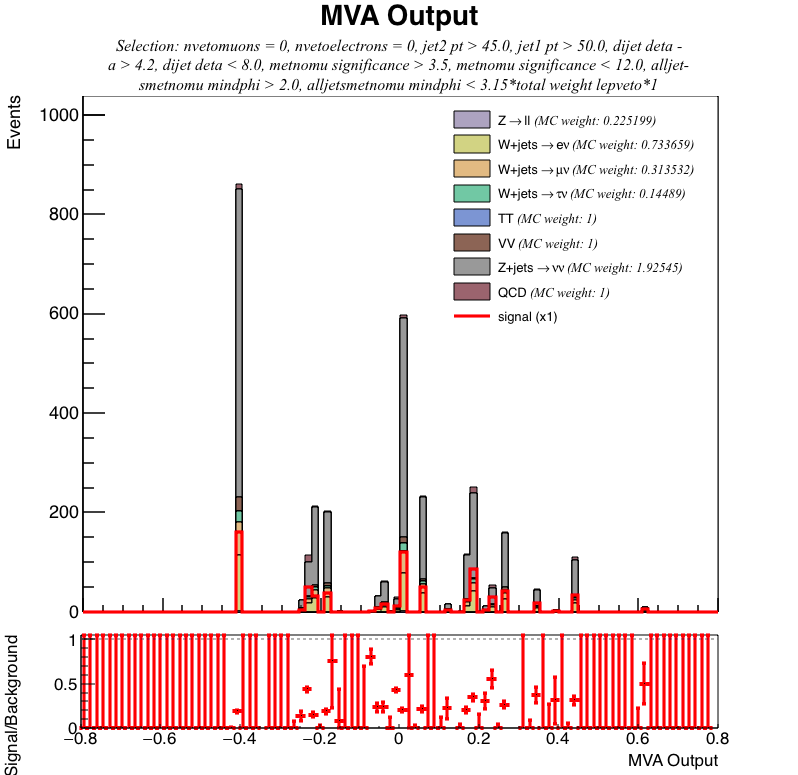 MVA Output
Selection: nvetomuons = 0, nvetoelectrons = 0, jet2 pt > 45.0, jet1 pt > 50.0, dijet deta -
a > 4.2, dijet deta < 8.0, metnomu significance > 3.5, metnomu significance < 12.0, alljet-
smetnomu mindphi > 2.0, alljetsmetnomu mindphi < 3.15*total weight lepveto*1
Events
1000
800
600
400
200
0
Z→ll (MC weight: 0.225199)
W+jets→eν (MC weight: 0.733659)
W+jets→μν (MC weight: 0.313532)
W+jets→τν (MC weight: 0.14489)
TT (MC weight: 1)
VV (MC weight: 1)
Z+jets→νν (MC weight: 1.92545)
QCD (MC weight: 1)
signal (x1)
Signal/Background
1
0.5
0
−0.8 −0.6 −0.4 −0.2 0 0.2 0.4 0.6 0.8
MVA Output